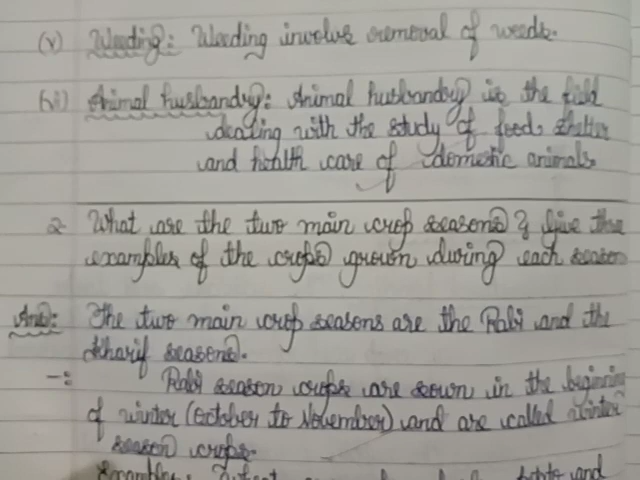 (v) Weeding: Weeding involve removal of weeds.
(vi) Animal husbandry: Animal husbandry is the field
dealing with the study of feed, shelter
and health care of domestic animals.
2 What are the two main crop seasons? Give three
examples of the crops grown during each season
Ans: The two main crop seasons are the Rabi and the
Kharif seasons.
-: Rabi season crops are sown in the beginning
of winter (October to November) and are called winter
season crops.
Examples: